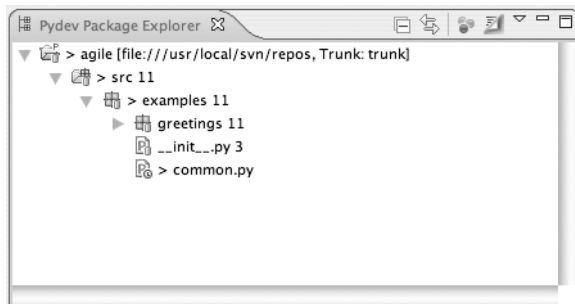 Pydev Package Explorer
> agile [file:///usr/local/svn/repos, Trunk: trunk]
> src 11
> examples 11
greetings 11
__init__.py 3
> common.py